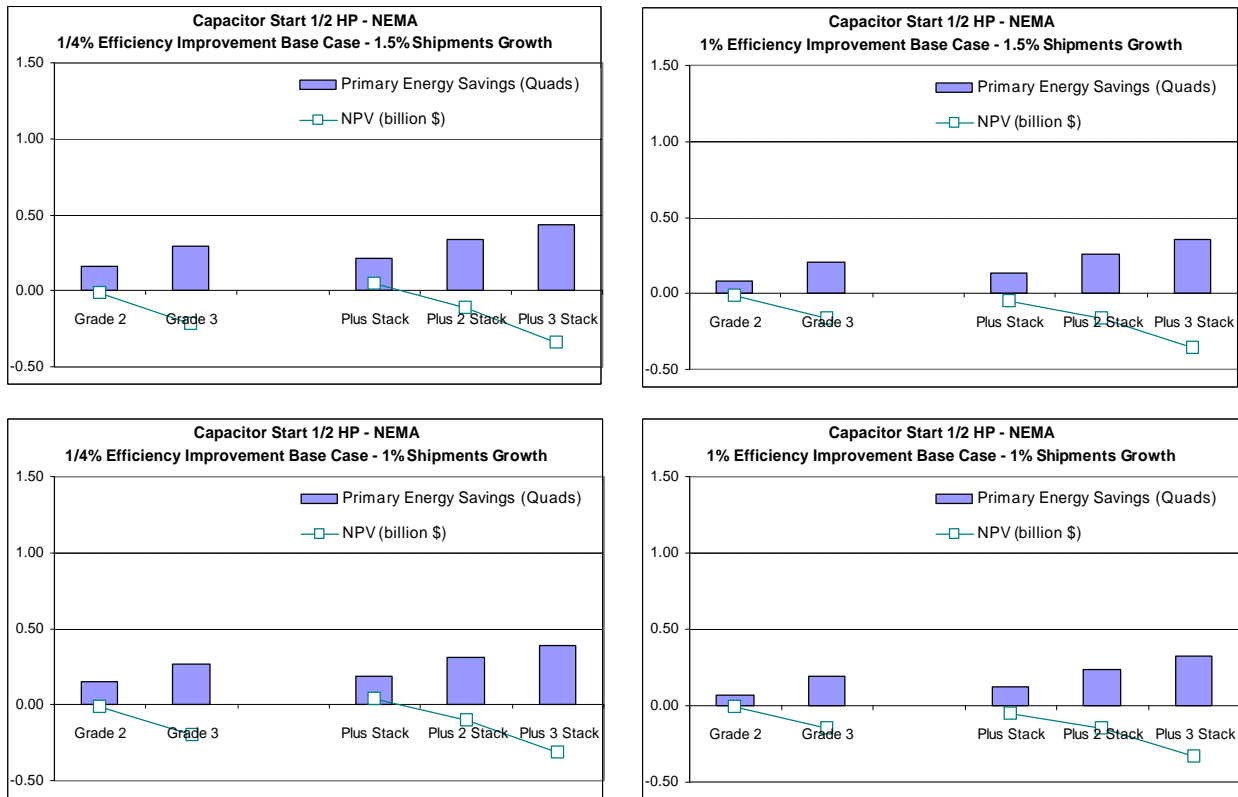 Capacitor Start 1/2 HP - NEMA
1/4% Efficiency Improvement Base Case - 1.5% Shipments Growth
1.50
Primary Energy Savings (Quads)
NPV (billion $)
1.00
0.50
0.00
Grade 2 Grade 3 Plus Stack Plus 2 Stack Plus 3 Stack
-0.50
Capacitor Start 1/2 HP - NEMA
1% Efficiency Improvement Base Case - 1.5% Shipments Growth
1.50
Primary Energy Savings (Quads)
NPV (billion $)
1.00
0.50
0.00
Grade 2 Grade 3 Plus Stack Plus 2 Stack Plus 3 Stack
-0.50
Capacitor Start 1/2 HP - NEMA
1/4% Efficiency Improvement Base Case - 1% Shipments Growth
1.50
Primary Energy Savings (Quads)
NPV (billion $)
1.00
0.50
0.00
Grade 2 Grade 3 Plus Stack Plus 2 Stack Plus 3 Stack
-0.50
Capacitor Start 1/2 HP - NEMA
1% Efficiency Improvement Base Case - 1% Shipments Growth
1.50
Primary Energy Savings (Quads)
NPV (billion $)
1.00
0.50
0.00
Grade 2 Grade 3 Plus Stack Plus 2 Stack Plus 3 Stack
-0.50